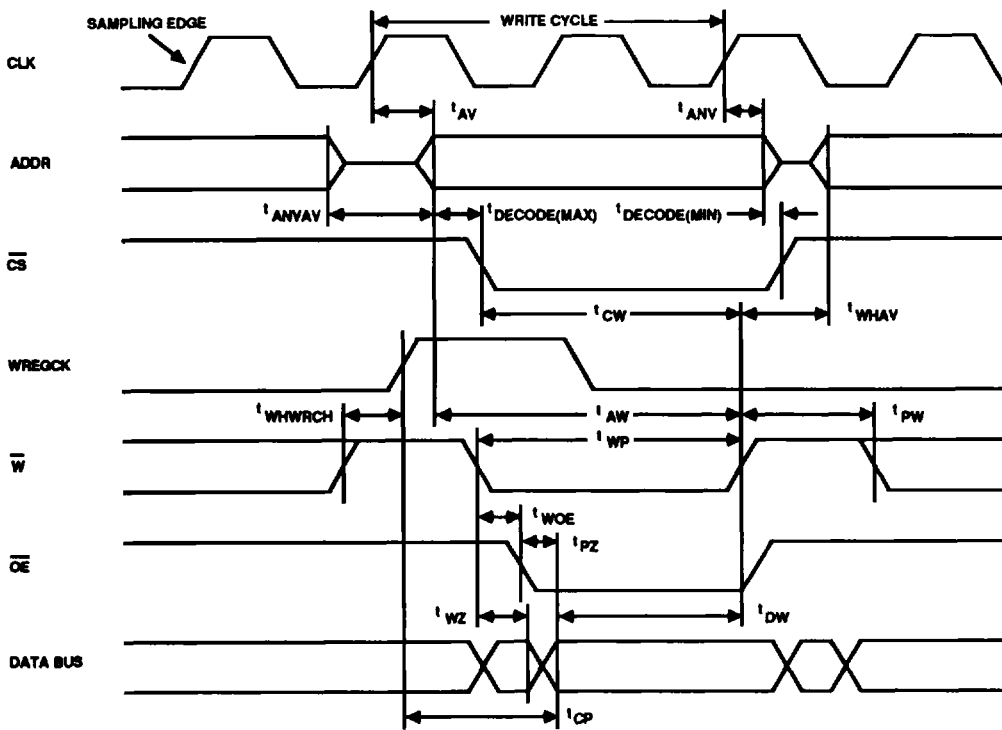 SAMPLING EDGE
WRITE CYCLE
CLK
t AV
t ANV
ADDR
t ANVAV
t DECODE(MAX)
t DECODE(MIN)
CS
t CW
t WHAV
WREGCK
t WHWRCH
t AW
t PW
t WP
W
t WOE
t PZ
OE
t WZ
t DW
DATA BUS
t CP